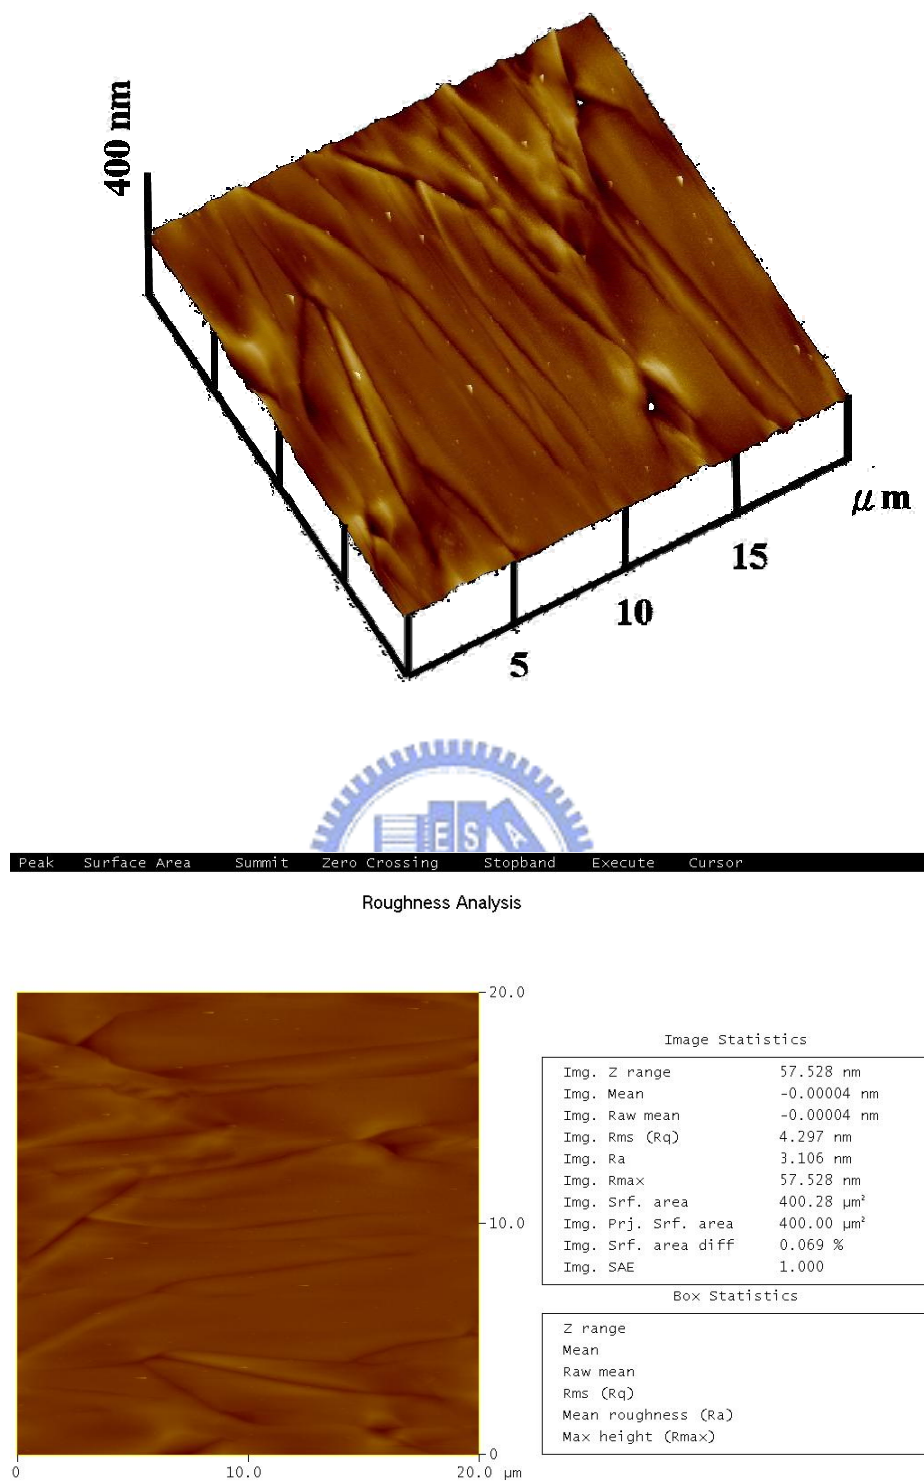 400 nm
μ m
15
10
5
E S A
Peak Surface Area Summit Zero Crossing Stopband Execute Cursor
Roughness Analysis
20.0
Image Statistics
Img. Z range 57.528 nm
Img. Mean -0.00004 nm
Img. Raw mean -0.00004 nm
Img. Rms (Rq) 4.297 nm
Img. Ra 3.106 nm
Img. Rmax 57.528 nm
Img. Srf. area 400.28 μm²
Img. Prj. Srf. area 400.00 μm²
Img. Srf. area diff 0.069 %
Img. SAE 1.000
10.0
Box Statistics
Z range
Mean
Raw mean
Rms (Rq)
Mean roughness (Ra)
Max height (Rmax)
0
0 10.0 20.0 μm